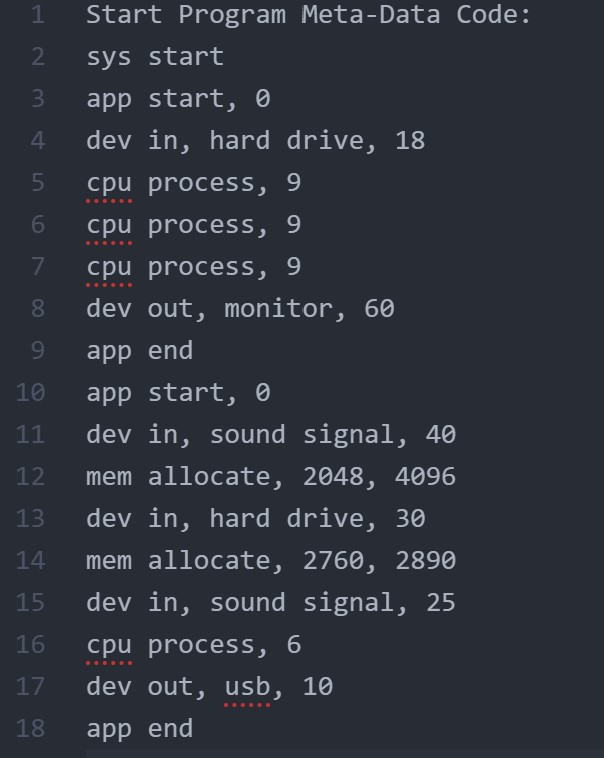 1 Start Program Meta-Data Code:
2 sys start
3 app start, 0
4 dev in, hard drive, 18
5 cpu process, 9
6 cpu process, 9
7 cpu process, 9
8 dev out, monitor, 60
9 app end
10 app start, 0
11 dev in, sound signal, 40
12 mem allocate, 2048, 4096
13 dev in, hard drive, 30
14 mem allocate, 2760, 2890
15 dev in, sound signal, 25
16 cpu process, 6
17 dev out, usb, 10
18 app end